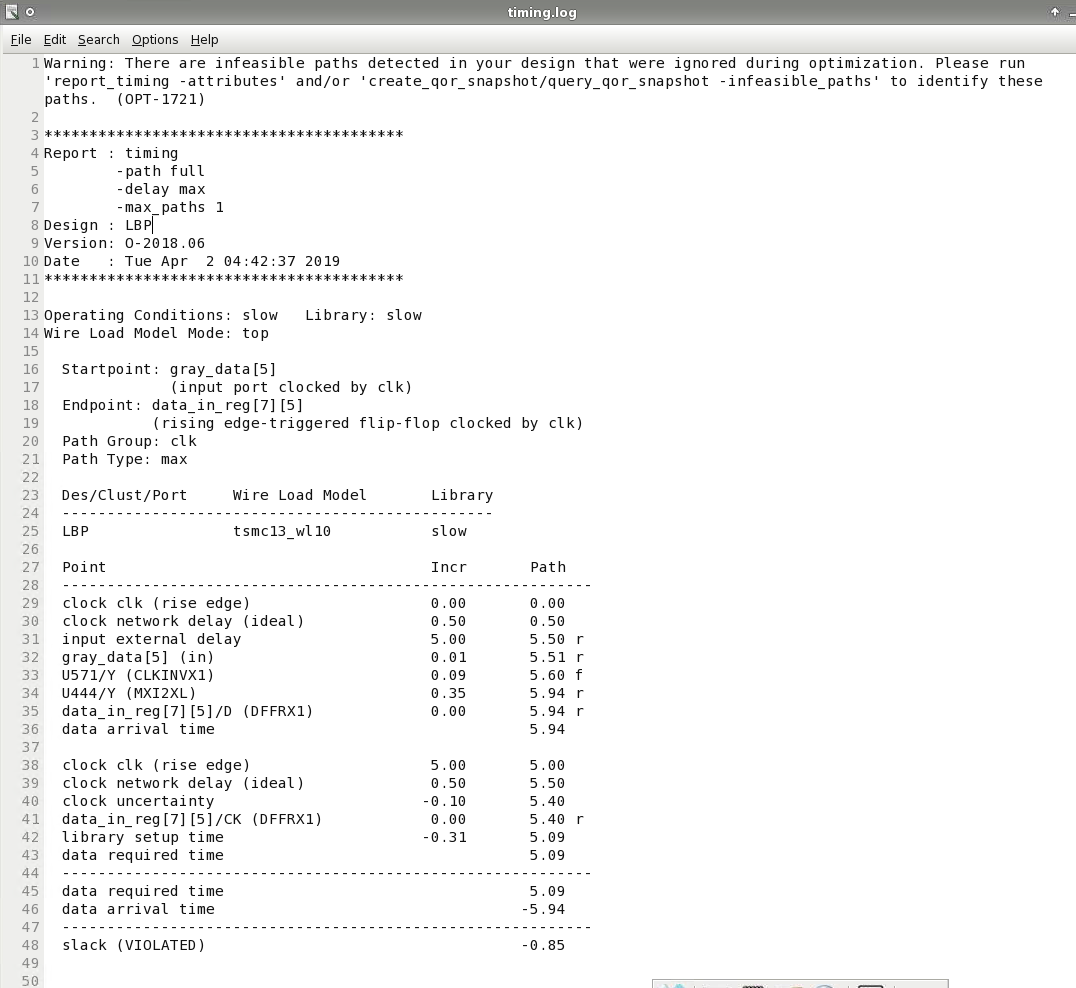 timing.log
File Edit Search Options Help
1 Warning: There are infeasible paths detected in your design that were ignored during optimization. Please run
'report_timing -attributes' and/or 'create_qor_snapshot/query_qor_snapshot -infeasible_paths' to identify these
paths.  (OPT-1721)
2
3 ****************************************
4 Report : timing
5         -path full
6         -delay max
7         -max_paths 1
8 Design : LBP
9 Version: O-2018.06
10 Date   : Tue Apr  2 04:42:37 2019
11 ****************************************
12
13 Operating Conditions: slow   Library: slow
14 Wire Load Model Mode: top
15
16   Startpoint: gray_data[5]
17               (input port clocked by clk)
18   Endpoint: data_in_reg[7][5]
19             (rising edge-triggered flip-flop clocked by clk)
20   Path Group: clk
21   Path Type: max
22
23   Des/Clust/Port     Wire Load Model       Library
24   ------------------------------------------------
25   LBP                tsmc13_wl10           slow
26
27   Point                                    Incr       Path
28   -----------------------------------------------------------
29   clock clk (rise edge)                    0.00       0.00
30   clock network delay (ideal)              0.50       0.50
31   input external delay                     5.00       5.50 r
32   gray_data[5] (in)                        0.01       5.51 r
33   U571/Y (CLKINVX1)                        0.09       5.60 f
34   U444/Y (MXI2XL)                          0.35       5.94 r
35   data_in_reg[7][5]/D (DFFRX1)             0.00       5.94 r
36   data arrival time                                   5.94
37
38   clock clk (rise edge)                    5.00       5.00
39   clock network delay (ideal)              0.50       5.50
40   clock uncertainty                       -0.10       5.40
41   data_in_reg[7][5]/CK (DFFRX1)            0.00       5.40 r
42   library setup time                      -0.31       5.09
43   data required time                                  5.09
44   -----------------------------------------------------------
45   data required time                                  5.09
46   data arrival time                                  -5.94
47   -----------------------------------------------------------
48   slack (VIOLATED)                                   -0.85
49
50